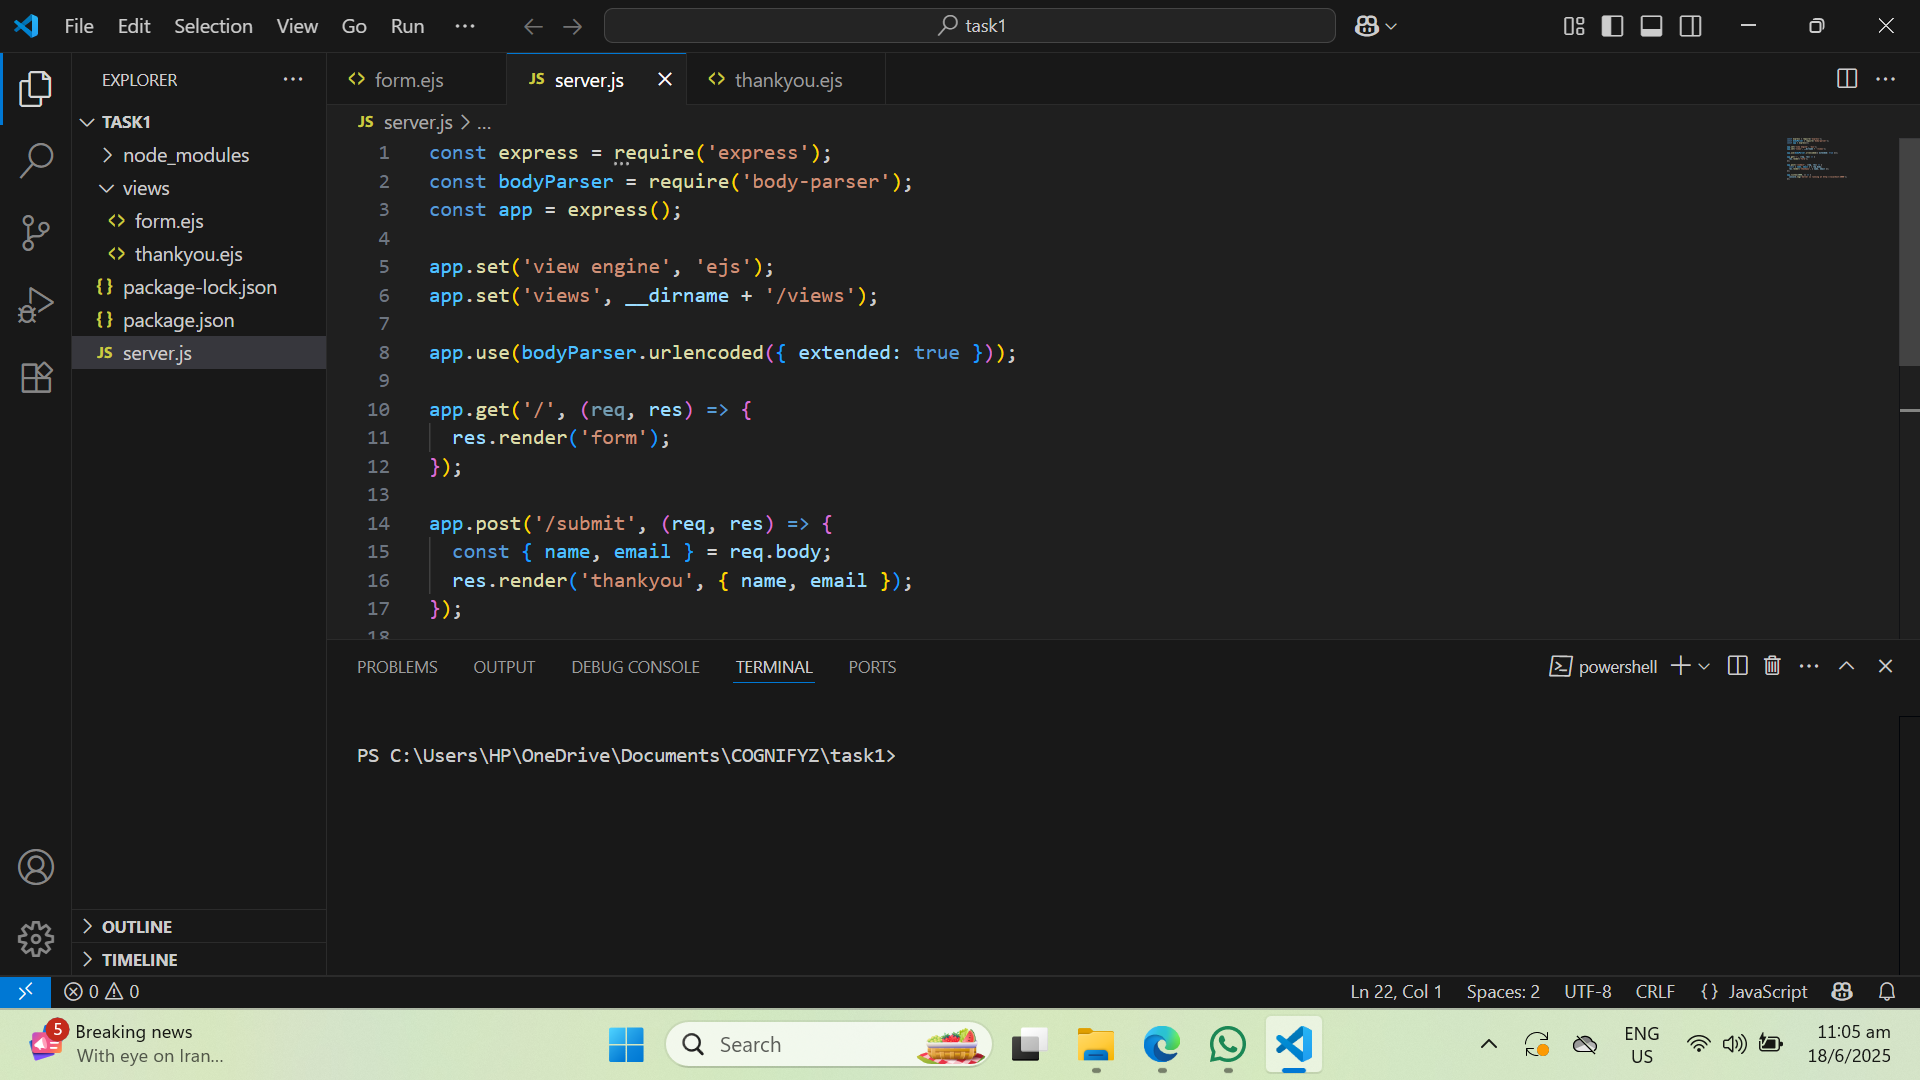 File Edit Selection View Go Run ··· task1
EXPLORER ···
TASK1
node_modules
views
form.ejs
thankyou.ejs
package-lock.json
package.json
JS server.js
OUTLINE
TIMELINE
form.ejs JS server.js thankyou.ejs
JS server.js > ...
1 const express = require('express');
2 const bodyParser = require('body-parser');
3 const app = express();
4
5 app.set('view engine', 'ejs');
6 app.set('views', __dirname + '/views');
7
8 app.use(bodyParser.urlencoded({ extended: true }));
9
10 app.get('/', (req, res) => {
11   res.render('form');
12 });
13
14 app.post('/submit', (req, res) => {
15   const { name, email } = req.body;
16   res.render('thankyou', { name, email });
17 });
18
PROBLEMS OUTPUT DEBUG CONSOLE TERMINAL PORTS powershell
PS C:\Users\HP\OneDrive\Documents\COGNIFYZ\task1>
0 0 Ln 22, Col 1 Spaces: 2 UTF-8 CRLF {} JavaScript
5 Breaking news
With eye on Iran...
Search
ENG
US
11:05 am
18/6/2025